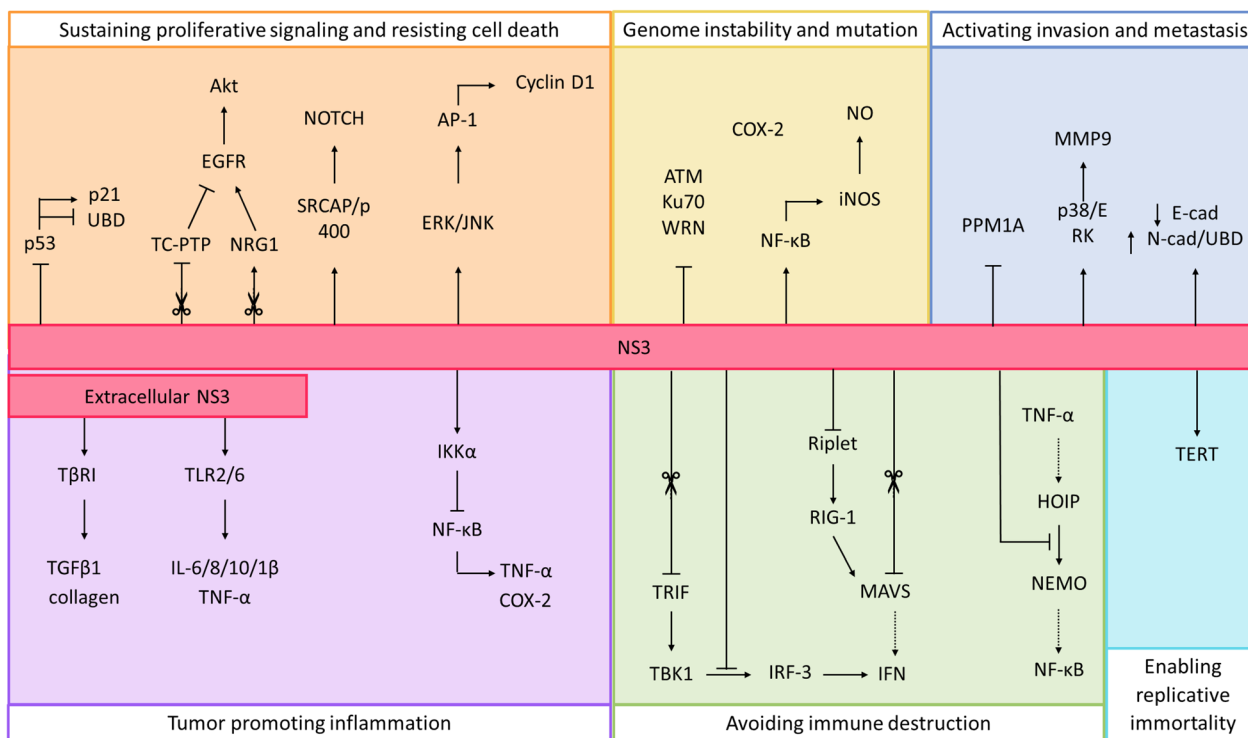 Sustaining proliferative signaling and resisting cell death
Genome instability and mutation
Activating invasion and metastasis
Akt
EGFR
p21
UBD
p53
TC-PTP
NRG1
NOTCH
SRCAP/p
400
Cyclin D1
AP-1
ERK/JNK
ATM
Ku70
WRN
COX-2
NO
iNOS
NF-κB
PPM1A
MMP9
p38/E
RK
E-cad
N-cad/UBD
NS3
Extracellular NS3
TβRI
TGFβ1
collagen
TLR2/6
IL-6/8/10/1β
TNF-α
IKKα
NF-κB
TNF-α
COX-2
TRIF
TBK1
IRF-3
IFN
Riplet
RIG-1
MAVS
TNF-α
HOIP
NEMO
NF-κB
TERT
Tumor promoting inflammation
Avoiding immune destruction
Enabling
replicative
immortality